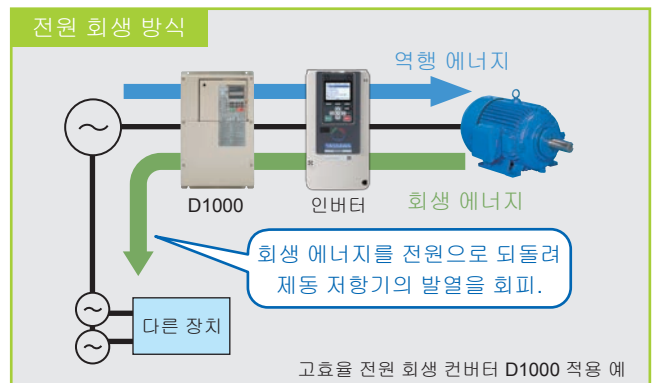 전원 회생 방식
역행 에너지
D1000
인버터
회생 에너지
회생 에너지를 전원으로 되돌려
제동 저항기의 발열을 회피.
다른 장치
고효율 전원 회생 컨버터 D1000 적용 예